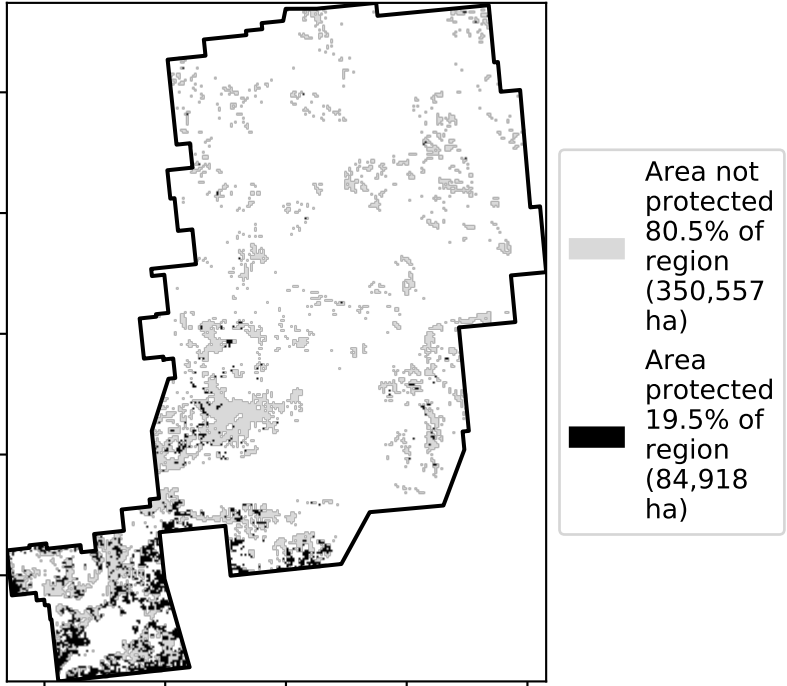 Area not
protected
80.5% of
region
(350,557
ha)
Area
protected
19.5% of
region
(84,918
ha)